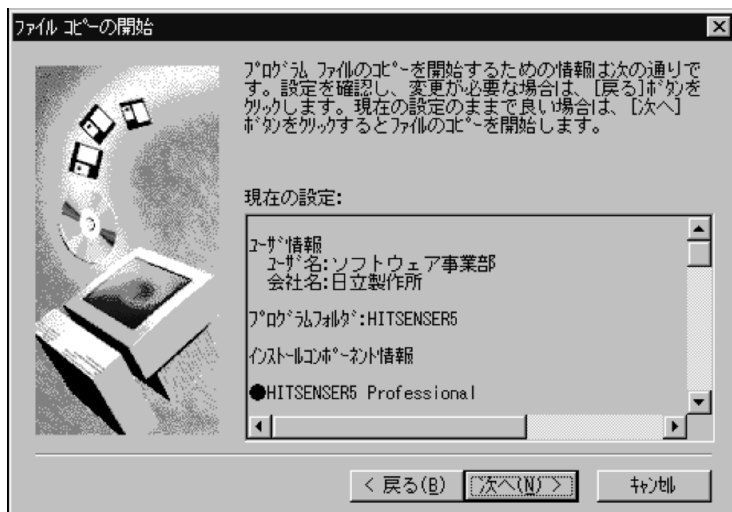 ファイル コピーの開始
ﾌﾟﾛｸﾞﾗﾑ ﾌｧｲﾙのｺﾋﾟｰを開始するための情報は次の通りで
す。設定を確認し、変更が必要な場合は、[戻る]ﾎﾞﾀﾝを
ｸﾘｯｸします。現在の設定のままで良い場合は、[次へ]
ﾎﾞﾀﾝをｸﾘｯｸするとﾌｧｲﾙのｺﾋﾟｰを開始します。
現在の設定:
ﾕｰｻﾞ情報
ﾕｰｻﾞ名:ソフトウェア事業部
会社名:日立製作所
ﾌﾟﾛｸﾞﾗﾑﾌｫﾙﾀﾞ:HITSENSER5
ｲﾝｽﾄｰﾙｺﾝﾎﾟｰﾈﾝﾄ情報
●HITSENSER5 Professional
< 戻る(B)
次へ(N) >
ｷｬﾝｾﾙ